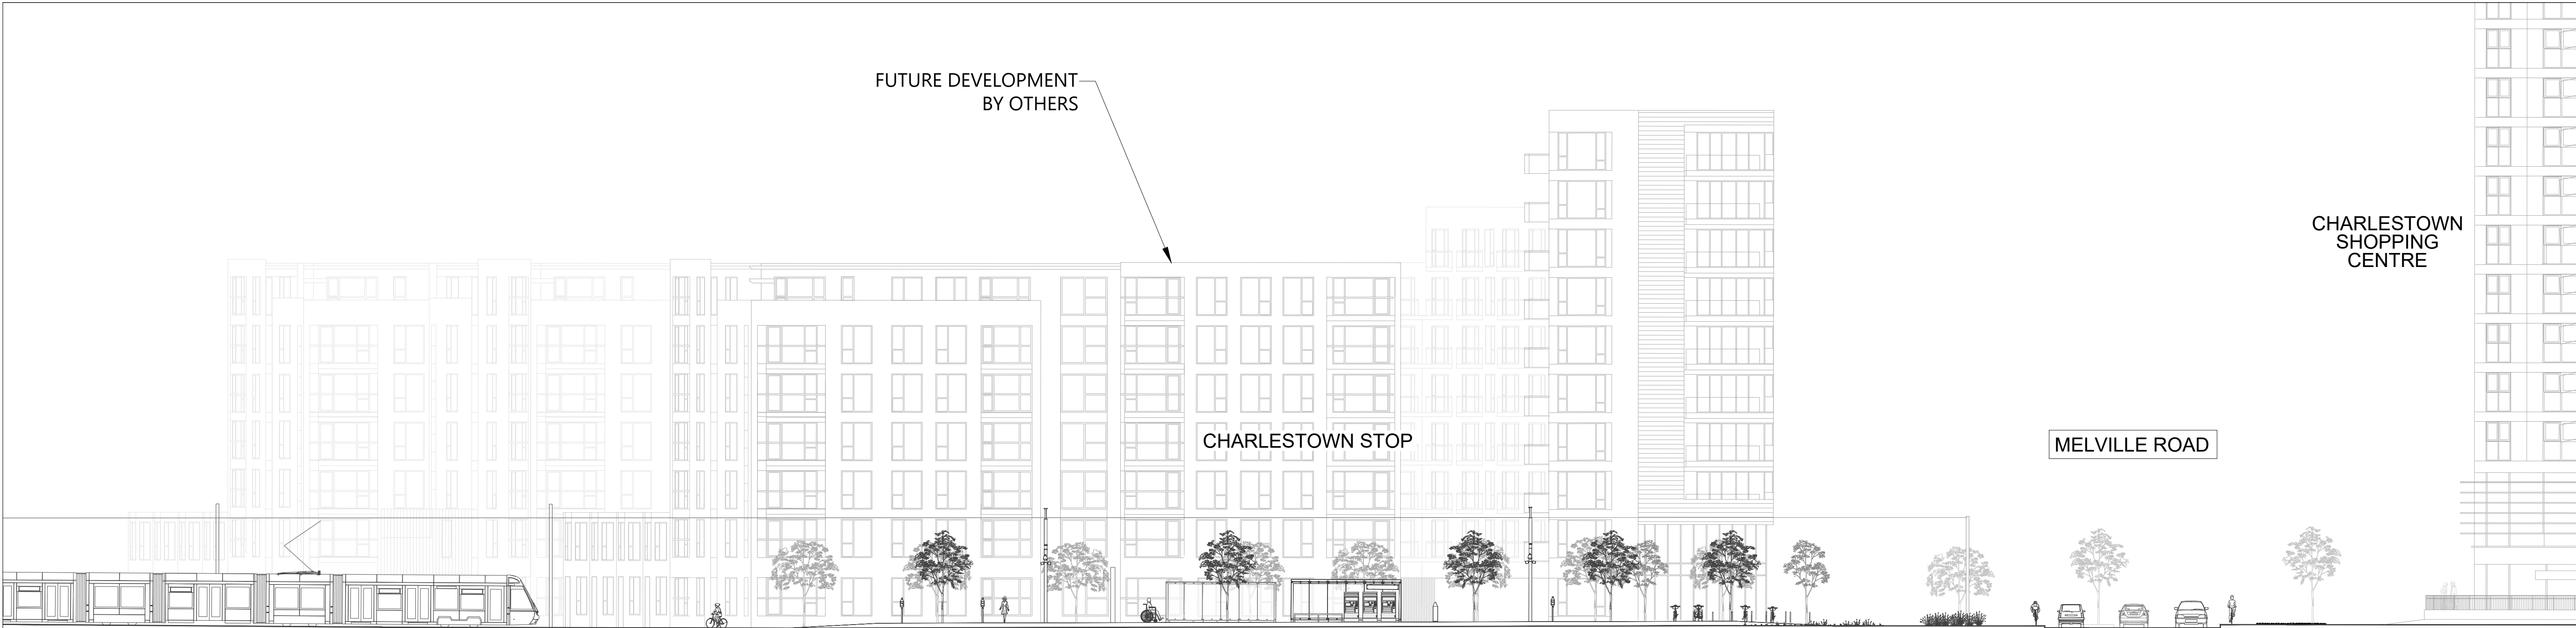 FUTURE DEVELOPMENT
BY OTHERS
CHARLESTOWN STOP
MELVILLE ROAD
CHARLESTOWN
SHOPPING
CENTRE